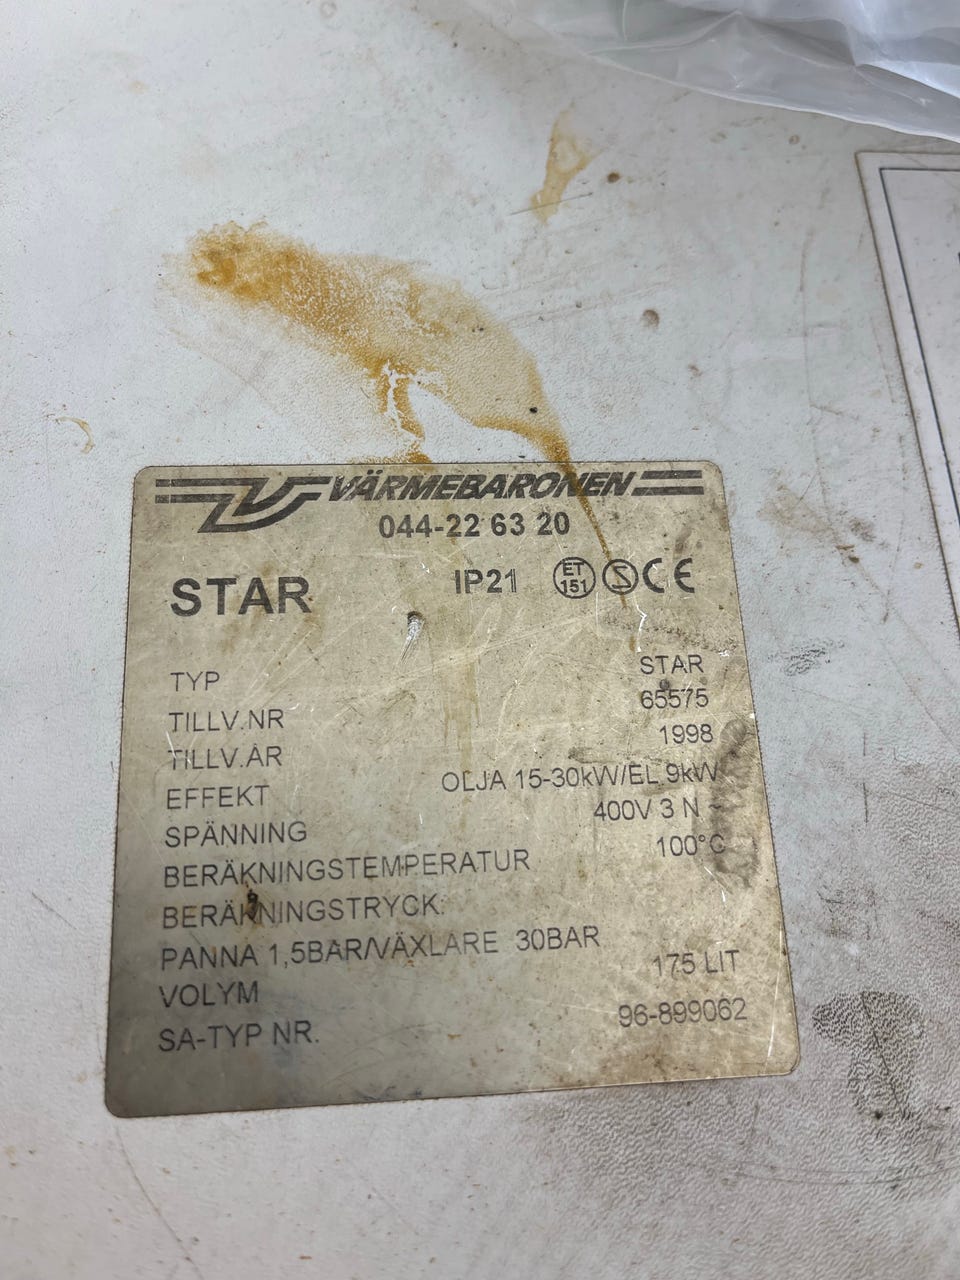 VÄRMEBARONEN
044-22 63 20
STAR IP21 ET 151 S CE
TYP STAR
TILLV.NR 65575
TILLV.ÅR 1998
EFFEKT OLJA 15-30kW/EL 9kW
SPÄNNING 400V 3 N ~
BERÄKNINGSTEMPERATUR 100°C
BERÄKNINGSTRYCK:
PANNA 1,5BAR/VÄXLARE 30BAR
VOLYM 175 LIT
SA-TYP NR. 96-899062